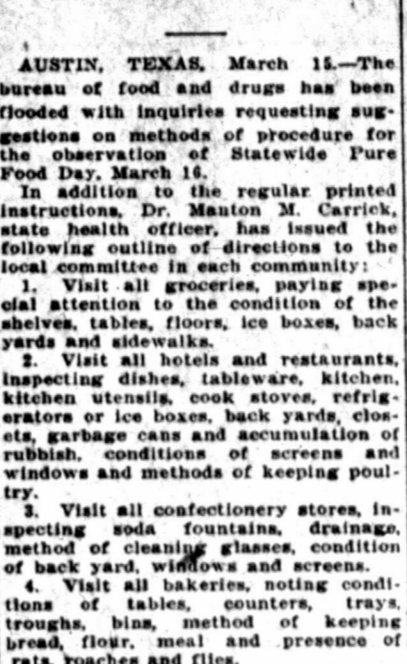 AUSTIN, TEXAS, March 15.—The
bureau of food and drugs has been
flooded with inquiries requesting sug-
gestions on methods of procedure for
the observation of Statewide Pure
Food Day, March 16.
In addition to the regular printed
instructions, Dr. Manton M. Carrick,
state health officer, has issued the
following outline of directions to the
local committee in each community:
1. Visit all groceries, paying spe-
cial attention to the condition of the
shelves, tables, floors, ice boxes, back
yards and sidewalks.
2. Visit all hotels and restaurants,
inspecting dishes, tableware, kitchen,
kitchen utensils, cook stoves, refrig-
erators or ice boxes, back yards, clos-
ets, garbage cans and accumulation of
rubbish, conditions of screens and
windows and methods of keeping poul-
try.
3. Visit all confectionery stores, in-
specting soda fountains, drainage,
method of cleaning glasses, condition
of back yard, windows and screens.
4. Visit all bakeries, noting condi-
tions of tables, counters, trays,
troughs, bins, method of keeping
bread, flour, meal and presence of
rats, roaches and flies.